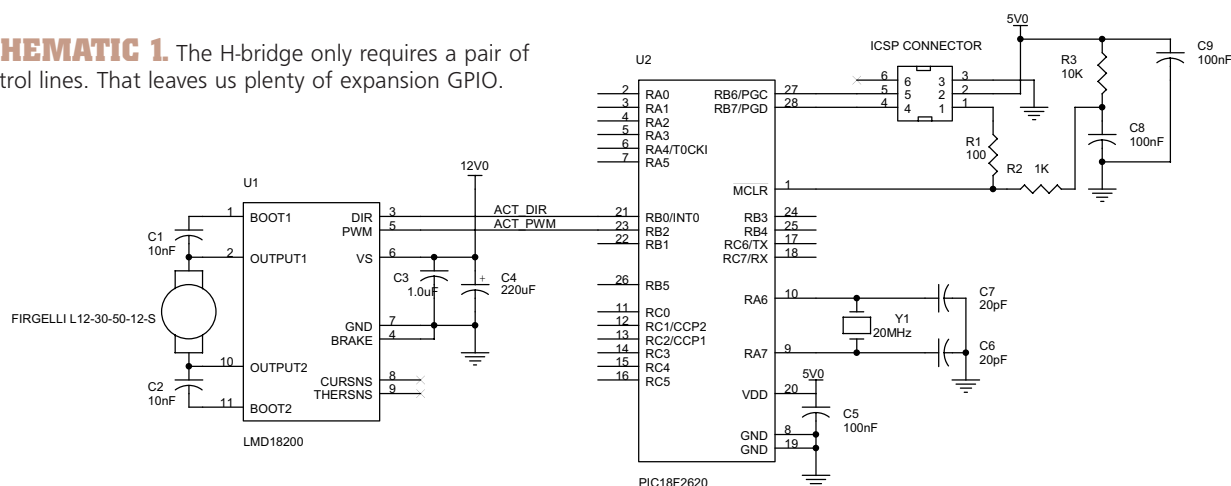 HEMATIC 1. The H-bridge only requires a pair of
trol lines. That leaves us plenty of expansion GPIO.
U1
1 BOOT1
2 OUTPUT1
10 OUTPUT2
11 BOOT2
DIR 3
PWM 5
VS 6
GND 7
BRAKE 4
CURSNS 8
THERSNS 9
LMD18200
C1
10nF
FIRGELLI L12-30-50-12-S
C2
10nF
12V0
ACT_DIR
ACT_PWM
C3
1.0uF
+
C4
220uF
U2
2 RA0
3 RA1
4 RA2
5 RA3
6 RA4/T0CKI
7 RA5
21 RB0/INT0
23 RB2
22 RB1
26 RB5
11 RC0
12 RC1/CCP2
13 RC2/CCP1
14 RC3
15 RC4
16 RC5
RB6/PGC 27
RB7/PGD 28
MCLR 1
RB3 24
RB4 25
RC6/TX 17
RC7/RX 18
RA6 10
RA7 9
VDD 20
GND 8
GND 19
PIC18F2620
ICSP CONNECTOR
6 6 3 3
5 5 2 2
4 4 1 1
R1
100
R2 1K
5V0
R3
10K
C8
100nF
C9
100nF
C7
20pF
Y1
20MHz
C6
20pF
5V0
C5
100nF